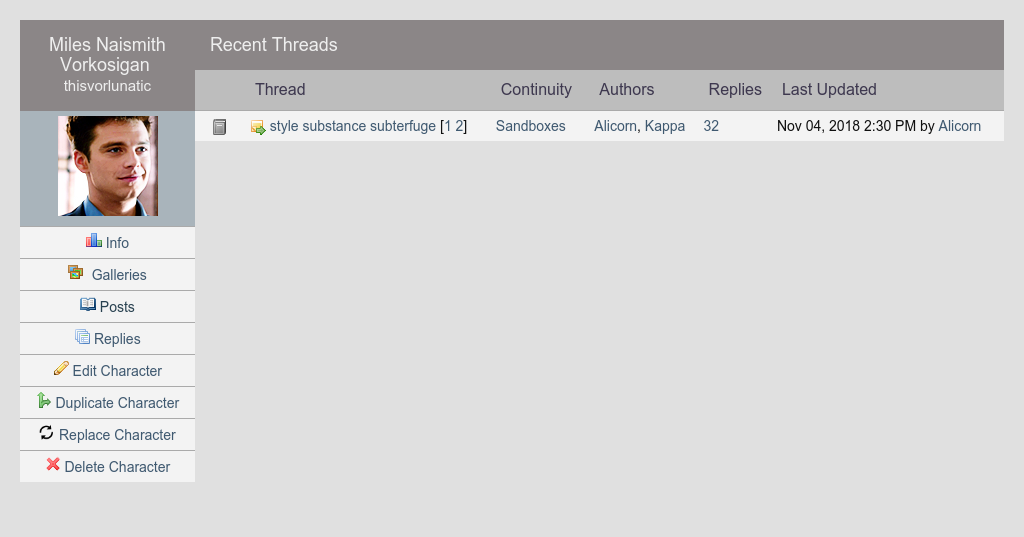 Miles Naismith
Vorkosigan
thisvorlunatic
Info
Galleries
Posts
Replies
Edit Character
Duplicate Character
Replace Character
Delete Character
Recent Threads
Thread Continuity Authors Replies Last Updated
style substance subterfuge [1 2] Sandboxes Alicorn, Kappa 32 Nov 04, 2018 2:30 PM by Alicorn